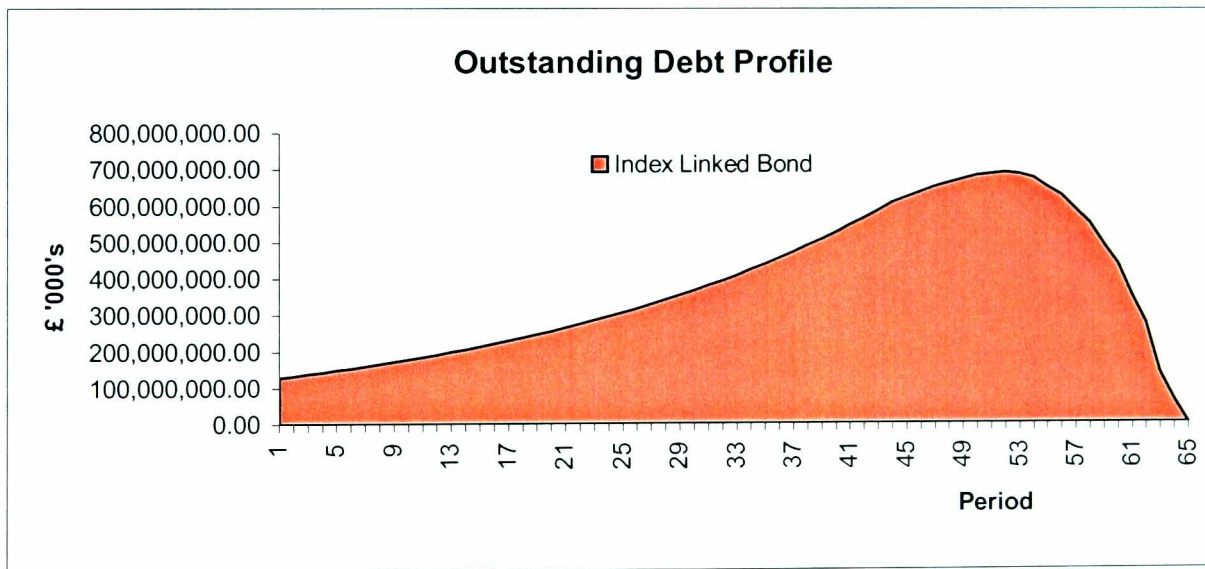 Outstanding Debt Profile
800,000,000.00
700,000,000.00
600,000,000.00
500,000,000.00
400,000,000.00
300,000,000.00
200,000,000.00
100,000,000.00
0.00
£ '000's
Index Linked Bond
1 5 9 13 17 21 25 29 33 37 41 45 49 53 57 61 65
Period